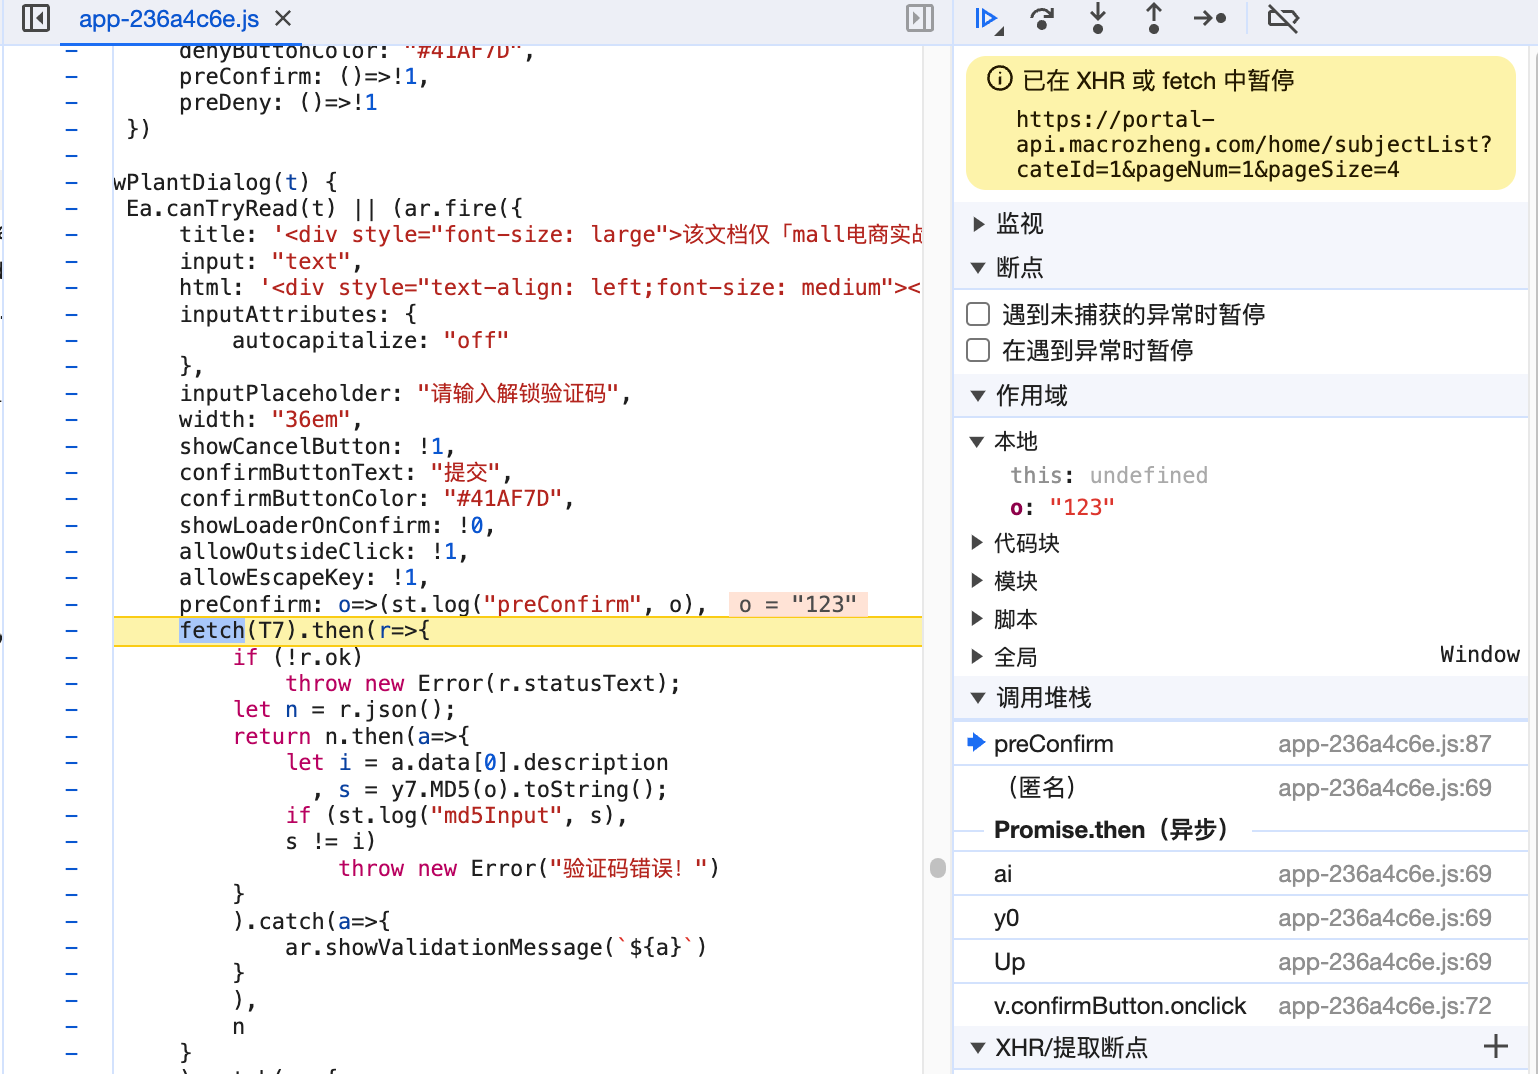 app-236a4c6e.js
denyButtonColor: "#41AF7D",
preConfirm: ()=>!1,
preDeny: ()=>!1
})
wPlantDialog(t) {
Ea.canTryRead(t) || (ar.fire({
title: '<div style="font-size: large">该文档仅「mall电商实战
input: "text",
html: '<div style="text-align: left;font-size: medium"><
inputAttributes: {
autocapitalize: "off"
},
inputPlaceholder: "请输入解锁验证码",
width: "36em",
showCancelButton: !1,
confirmButtonText: "提交",
confirmButtonColor: "#41AF7D",
showLoaderOnConfirm: !0,
allowOutsideClick: !1,
allowEscapeKey: !1,
preConfirm: o=>(st.log("preConfirm", o), o = "123"
fetch(T7).then(r=>{
if (!r.ok)
throw new Error(r.statusText);
let n = r.json();
return n.then(a=>{
let i = a.data[0].description
, s = y7.MD5(o).toString();
if (st.log("md5Input", s),
s != i)
throw new Error("验证码错误！")
}
).catch(a=>{
ar.showValidationMessage(`${a}`)
}
),
n
}
已在 XHR 或 fetch 中暂停
https://portal-
api.macrozheng.com/home/subjectList?
cateId=1&pageNum=1&pageSize=4
监视
断点
遇到未捕获的异常时暂停
在遇到异常时暂停
作用域
本地
this: undefined
o: "123"
代码块
模块
脚本
全局 Window
调用堆栈
preConfirm app-236a4c6e.js:87
（匿名） app-236a4c6e.js:69
Promise.then（异步）
ai app-236a4c6e.js:69
y0 app-236a4c6e.js:69
Up app-236a4c6e.js:69
v.confirmButton.onclick app-236a4c6e.js:72
XHR/提取断点